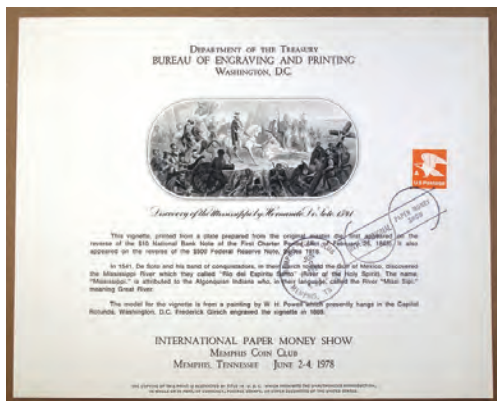 DEPARTMENT OF THE TREASURY
BUREAU OF ENGRAVING AND PRINTING
WASHINGTON, D.C.
U.S. Postage
Discovery of the Mississippi by Hernando De Soto 1541
PAPER MONEY
SHOW
This vignette, printed from a plate prepared from the original master die, first appeared on the
reverse of the $10 National Bank Note of the First Charter Period (Act of February 25, 1863). It also
appeared on the reverse of the $500 Federal Reserve Note, Series 1918.
In 1541, De Soto and his band of conquistadors, in their march toward the Gulf of Mexico, discovered
the Mississippi River which they called "Rio del Espiritu Santo" (River of the Holy Spirit). The name,
"Mississippi," is attributed to the Algonquian Indians who, in their language, called the River "Misi Sipi,"
meaning Great River.
The model for the vignette is from a painting by W. H. Powell which presently hangs in the Capitol
Rotunda, Washington, D.C. Frederick Girsch engraved the vignette in
INTERNATIONAL PAPER MONEY SHOW
MEMPHIS COIN CLUB
MEMPHIS, TENNESSEE JUNE 2-4, 1978